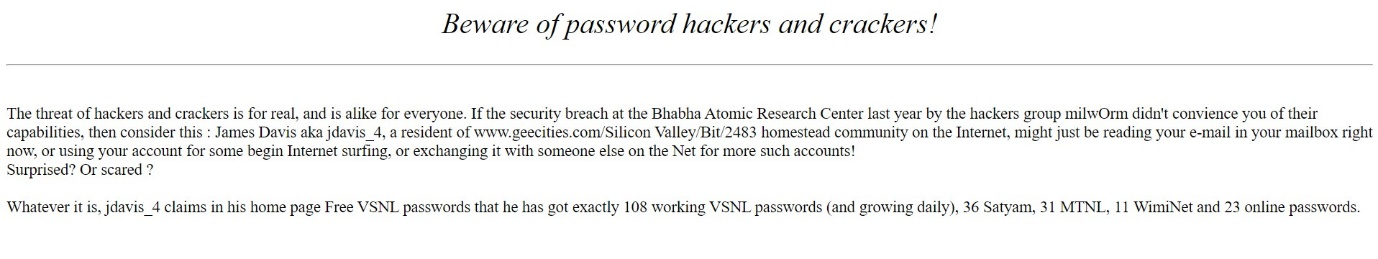 Beware of password hackers and crackers!
The threat of hackers and crackers is for real, and is alike for everyone. If the security breach at the Bhabha Atomic Research Center last year by the hackers group milwOrm didn't convience you of their
capabilities, then consider this : James Davis aka jdavis_4, a resident of www.geecities.com/Silicon Valley/Bit/2483 homestead community on the Internet, might just be reading your e-mail in your mailbox right
now, or using your account for some begin Internet surfing, or exchanging it with someone else on the Net for more such accounts!
Surprised? Or scared ?
Whatever it is, jdavis_4 claims in his home page Free VSNL passwords that he has got exactly 108 working VSNL passwords (and growing daily), 36 Satyam, 31 MTNL, 11 WimiNet and 23 online passwords.